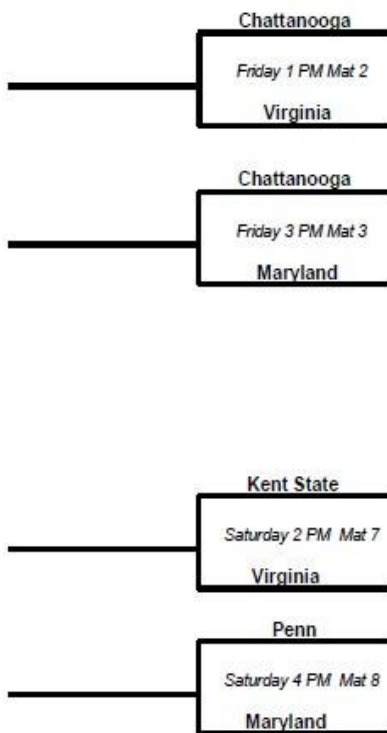 Chattanooga
Friday 1 PM Mat 2
Virginia
Chattanooga
Friday 3 PM Mat 3
Maryland
Kent State
Saturday 2 PM Mat 7
Virginia
Penn
Saturday 4 PM Mat 8
Maryland